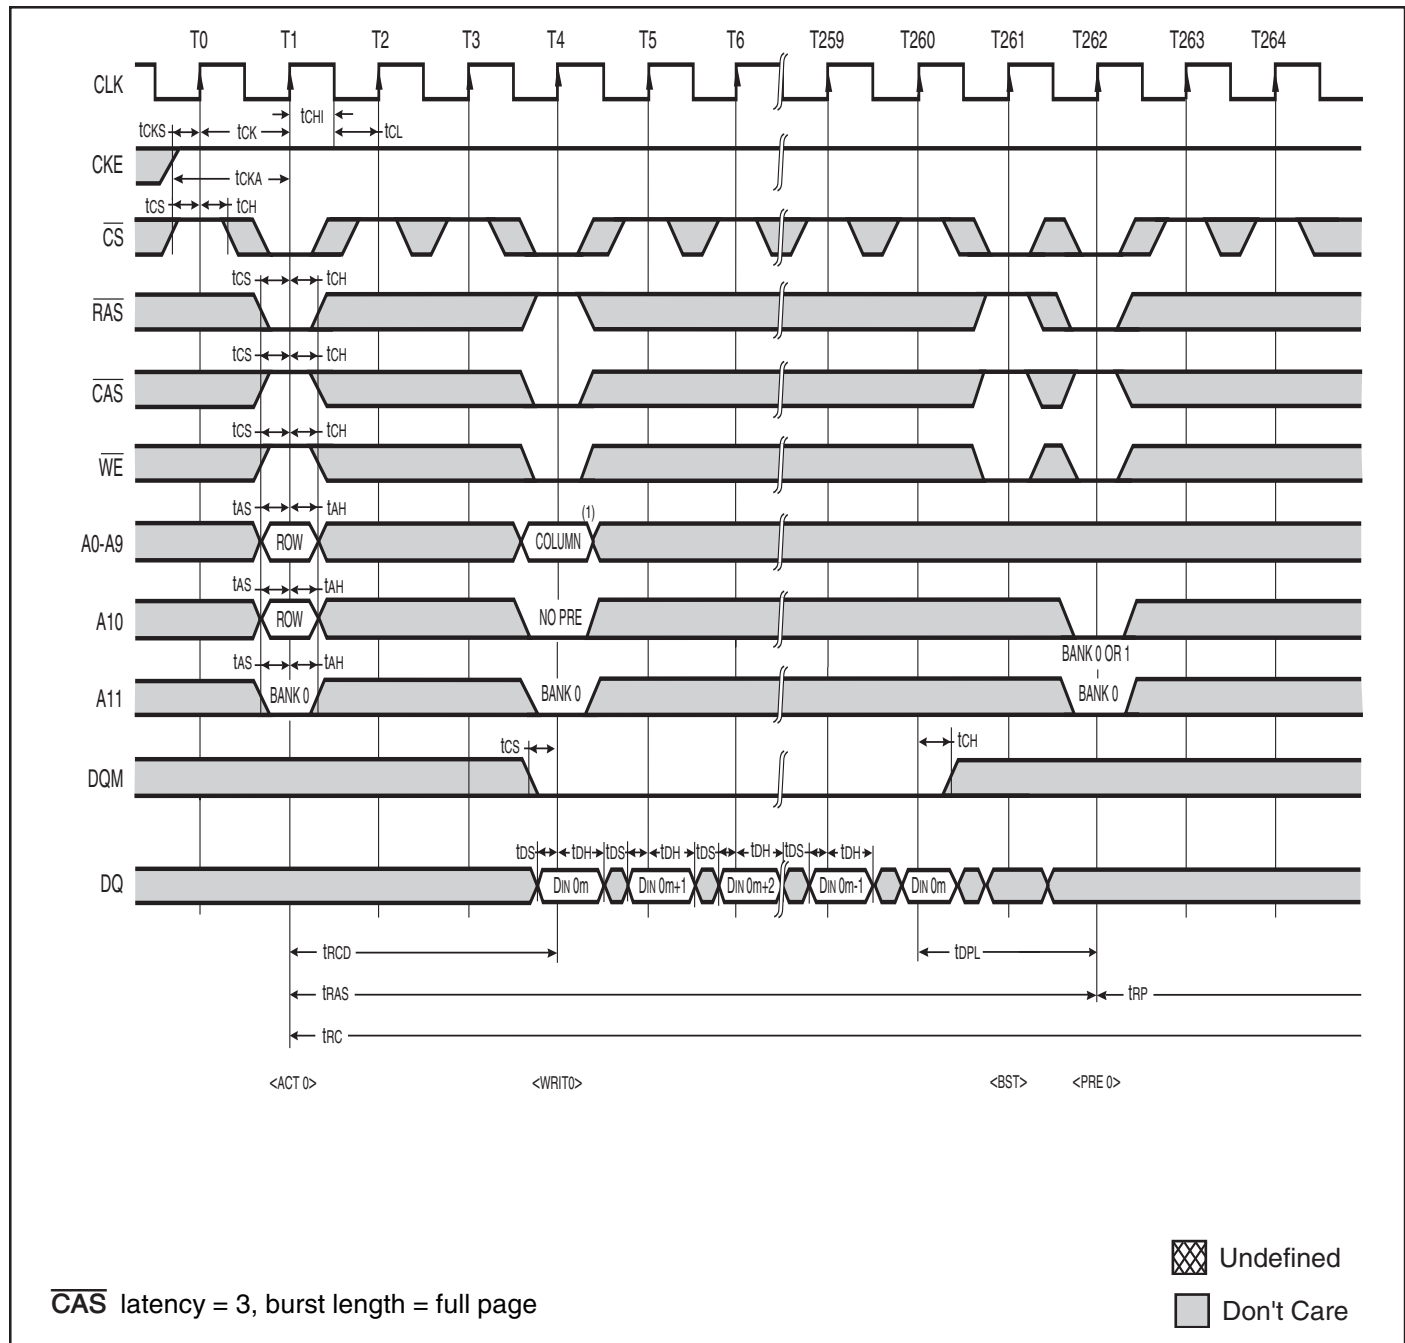 T0 T1 T2 T3 T4 T5 T6 T259 T260 T261 T262 T263 T264
CLK
tCHI
tCKS tCK tCL
CKE
tCKA
tCS tCH
CS
tCS tCH
RAS
tCS tCH
CAS
tCS tCH
WE
tAS tAH
(1)
A0-A9 ROW COLUMN
tAS tAH
A10 ROW NO PRE
BANK 0 OR 1
tAS tAH
A11 BANK 0 BANK 0 BANK 0
tCS tCH
DQM
tDS tDH tDS tDH tDS tDH tDS tDH
DQ DIN 0m DIN 0m+1 DIN 0m+2 DIN 0m-1 DIN 0m
tRCD tDPL
tRAS tRP
tRC
<ACT 0> <WRIT0> <BST> <PRE 0>
Undefined
CAS latency = 3, burst length = full page
Don't Care